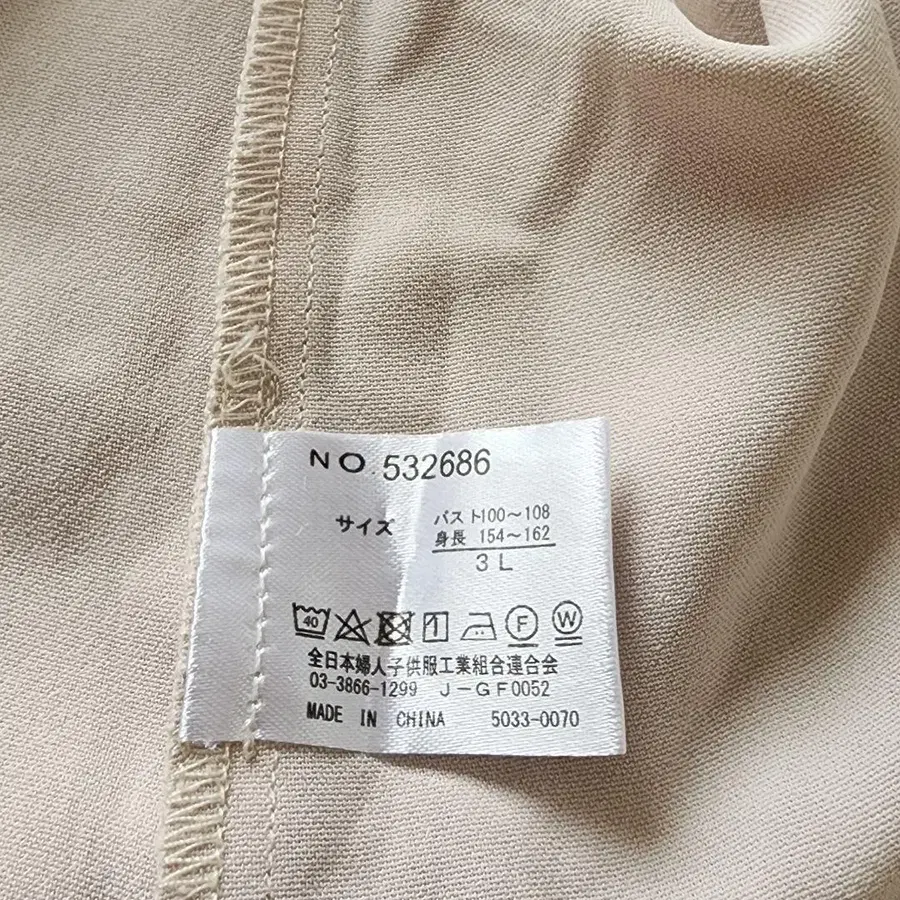 NO.532686
サイズ バスト100～108
身長 154～162
3L
40 F W
全日本婦人子供服工業組合連合会
03-3866-1299 J-GF0052
MADE IN CHINA 5033-0070